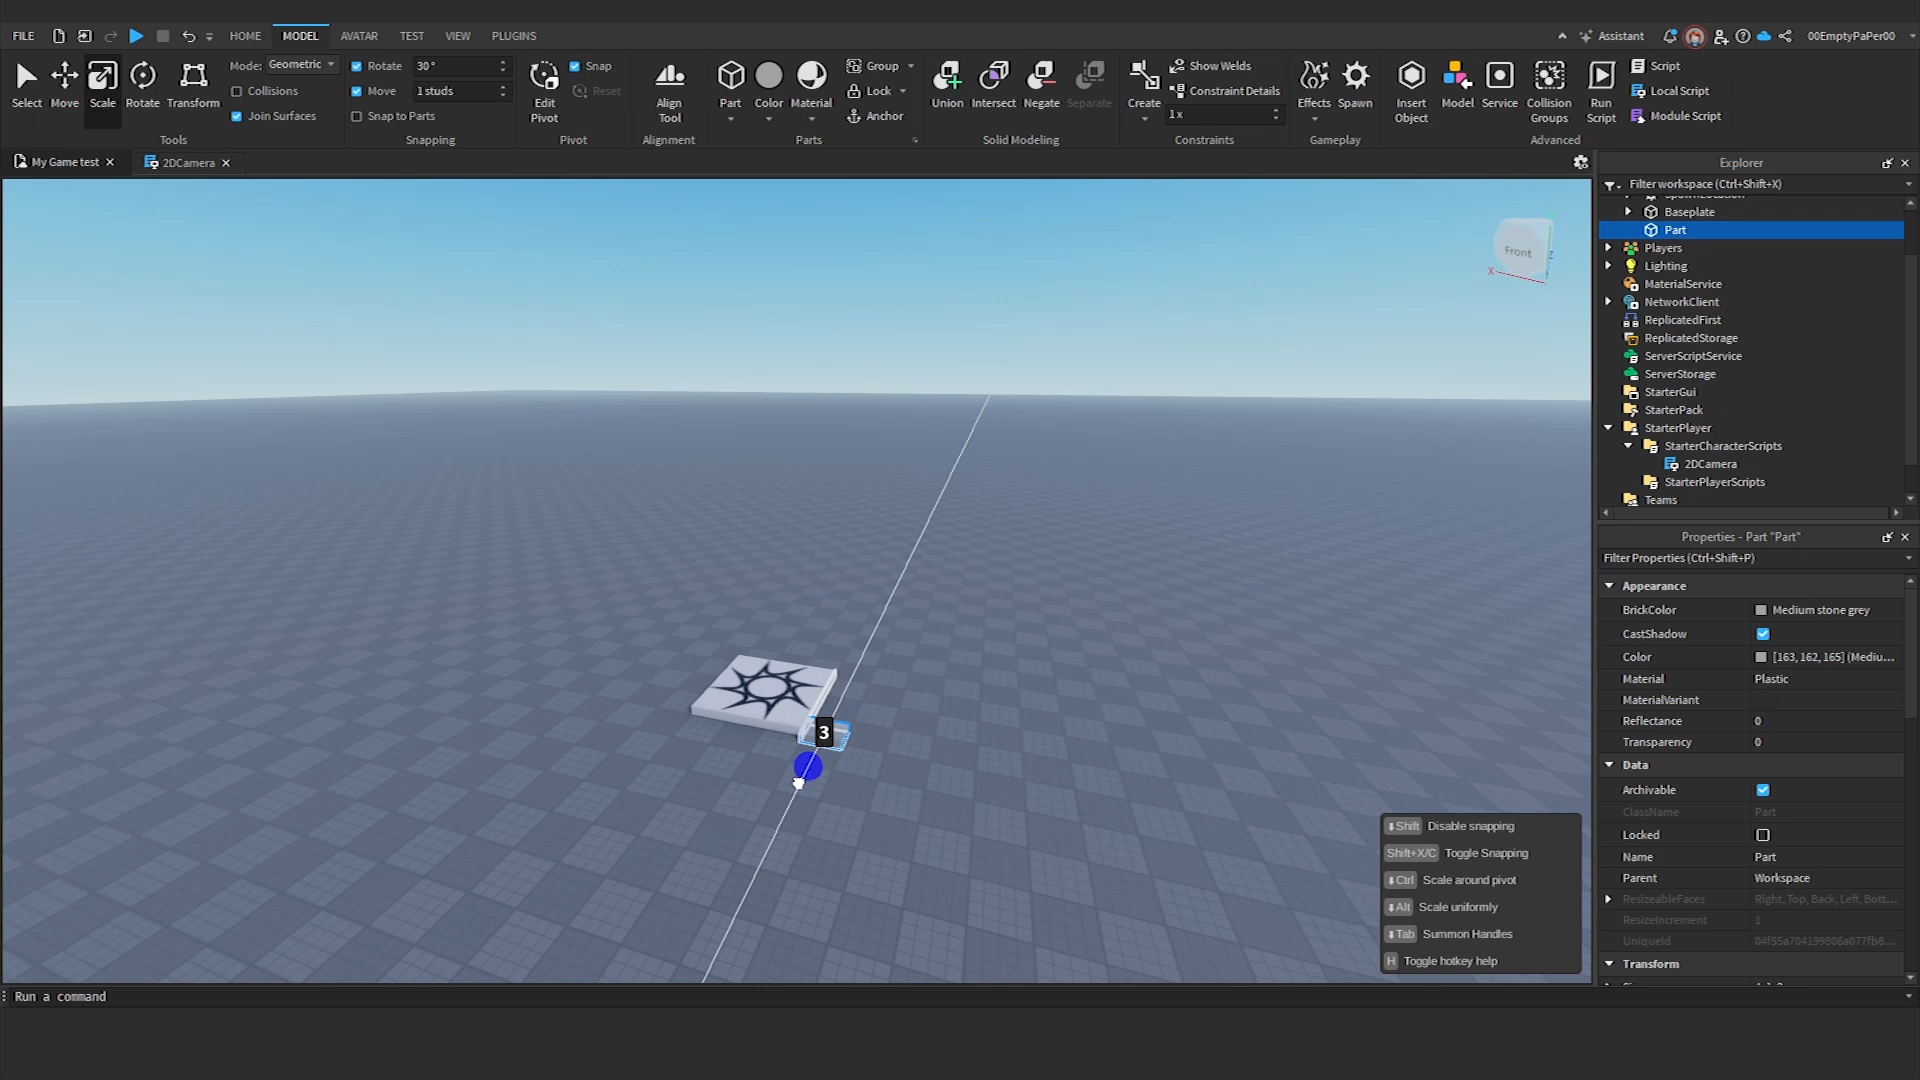 FILE HOME MODEL AVATAR TEST VIEW PLUGINS Assistant 00EmptyPaPer00
Select Move Scale Rotate Transform
Mode: Geometric
Collisions
Join Surfaces
Tools
Rotate 30°
Move 1 studs
Snap to Parts
Snapping
Edit Pivot
Snap
Reset
Pivot
Align Tool
Alignment
Part Color Material
Group
Lock
Anchor
Parts
Union Intersect Negate Separate
Solid Modeling
Create
Show Welds
Constraint Details
1x
Constraints
Effects Spawn
Gameplay
Insert Object
Model Service
Collision Groups
Run Script
Script
Local Script
Module Script
Advanced
My Game test
2DCamera
Front
X
Z
3
Shift Disable snapping
Shift+X/C Toggle Snapping
Ctrl Scale around pivot
Alt Scale uniformly
Tab Summon Handles
H Toggle hotkey help
Run a command
Explorer
Filter workspace (Ctrl+Shift+X)
Baseplate
Part
Players
Lighting
MaterialService
NetworkClient
ReplicatedFirst
ReplicatedStorage
ServerScriptService
ServerStorage
StarterGui
StarterPack
StarterPlayer
StarterCharacterScripts
2DCamera
StarterPlayerScripts
Teams
Properties - Part "Part"
Filter Properties (Ctrl+Shift+P)
Appearance
BrickColor Medium stone grey
CastShadow
Color [163, 162, 165] (Mediu...
Material Plastic
MaterialVariant
Reflectance 0
Transparency 0
Data
Archivable
ClassName Part
Locked
Name Part
Parent Workspace
ResizeableFaces Right, Top, Back, Left, Bott...
ResizeIncrement 1
UniqueId 04f55a704199806a077fb8...
Transform